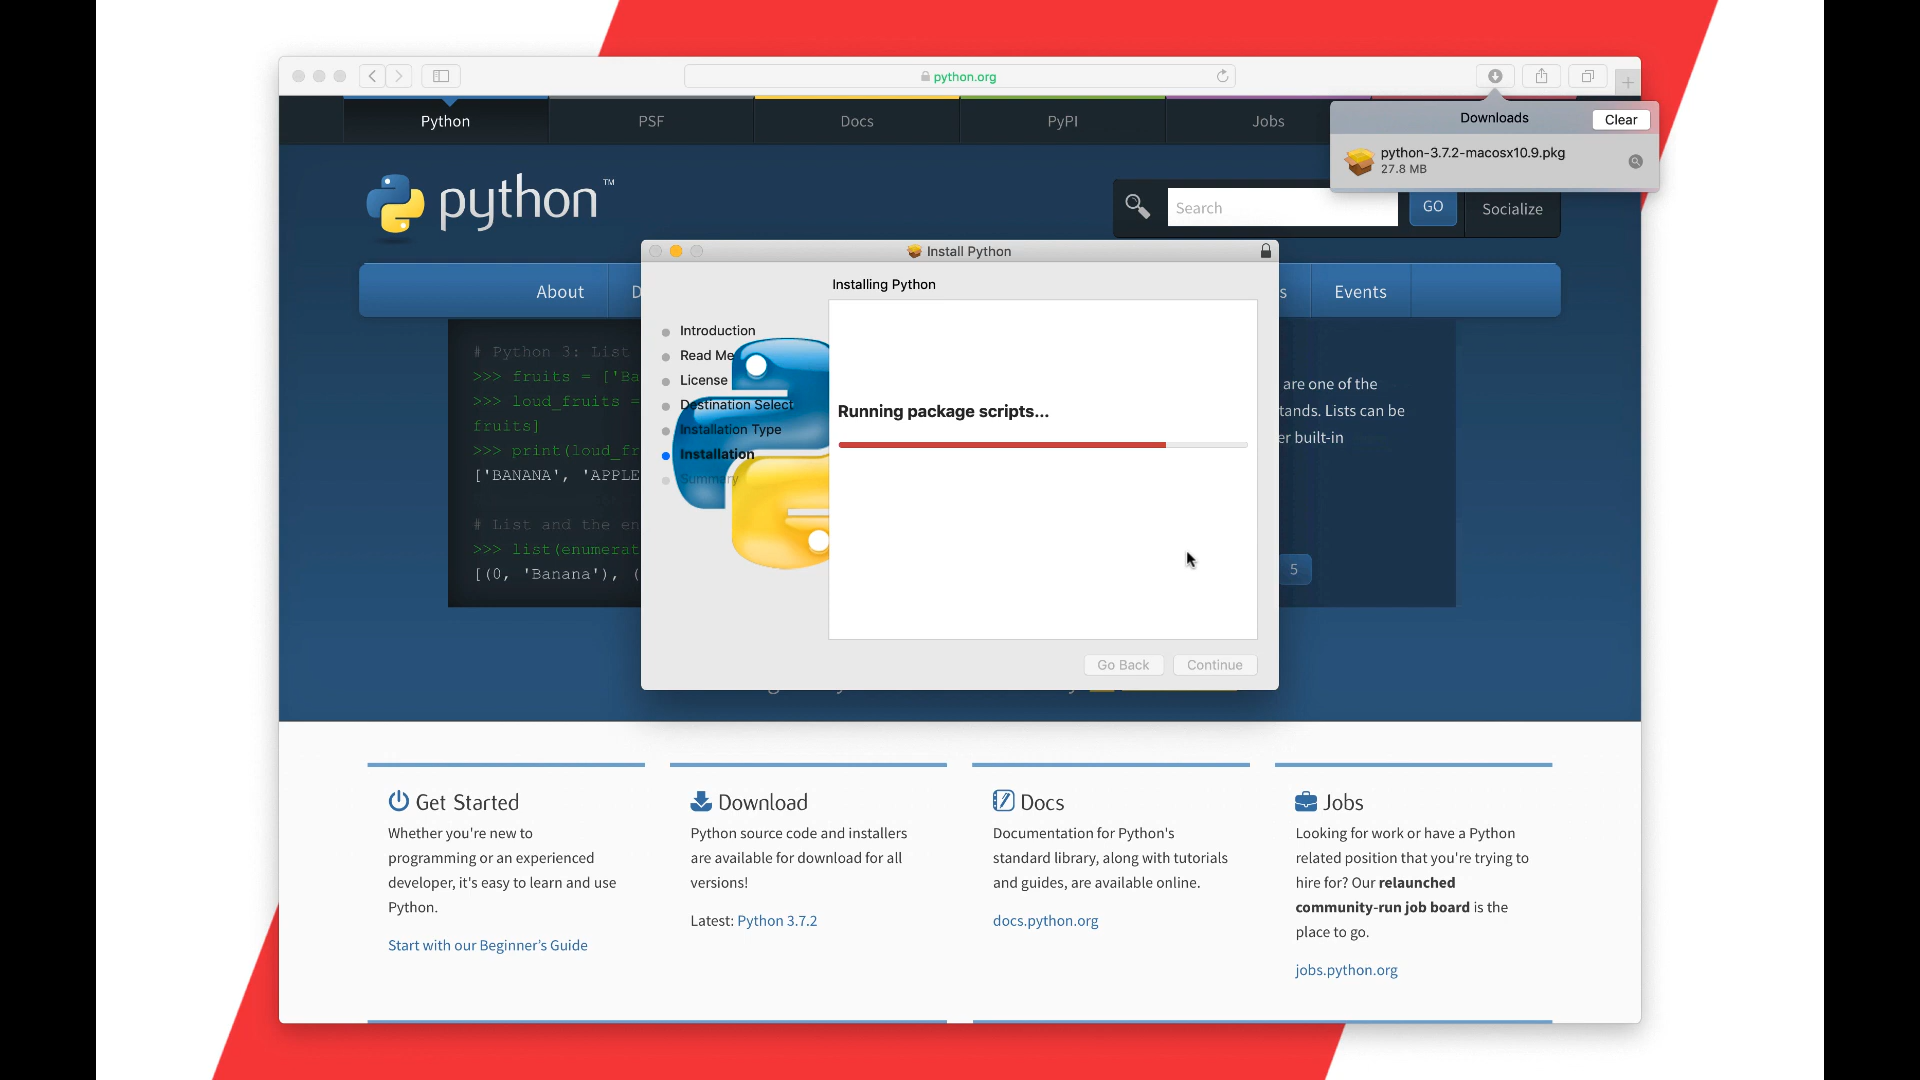 python.org
Python
PSF
Docs
PyPI
Jobs
Downloads
Clear
python-3.7.2-macosx10.9.pkg
27.8 MB
python™
Search
GO
Socialize
About
D
s
Events
Install Python
Installing Python
Introduction
Read Me
License
Destination Select
Installation Type
Installation
Summary
Running package scripts...
Go Back
Continue
# Python 3: List
>>> fruits = ['Ba
>>> loud_fruits =
fruits]
>>> print(loud_fr
['BANANA', 'APPLE
# List and the en
>>> list(enumerat
[(0, 'Banana'), (
are one of the
tands. Lists can be
er built-in
5
Get Started
Whether you're new to
programming or an experienced
developer, it's easy to learn and use
Python.
Start with our Beginner's Guide
Download
Python source code and installers
are available for download for all
versions!
Latest: Python 3.7.2
Docs
Documentation for Python's
standard library, along with tutorials
and guides, are available online.
docs.python.org
Jobs
Looking for work or have a Python
related position that you're trying to
hire for? Our relaunched
community-run job board is the
place to go.
jobs.python.org